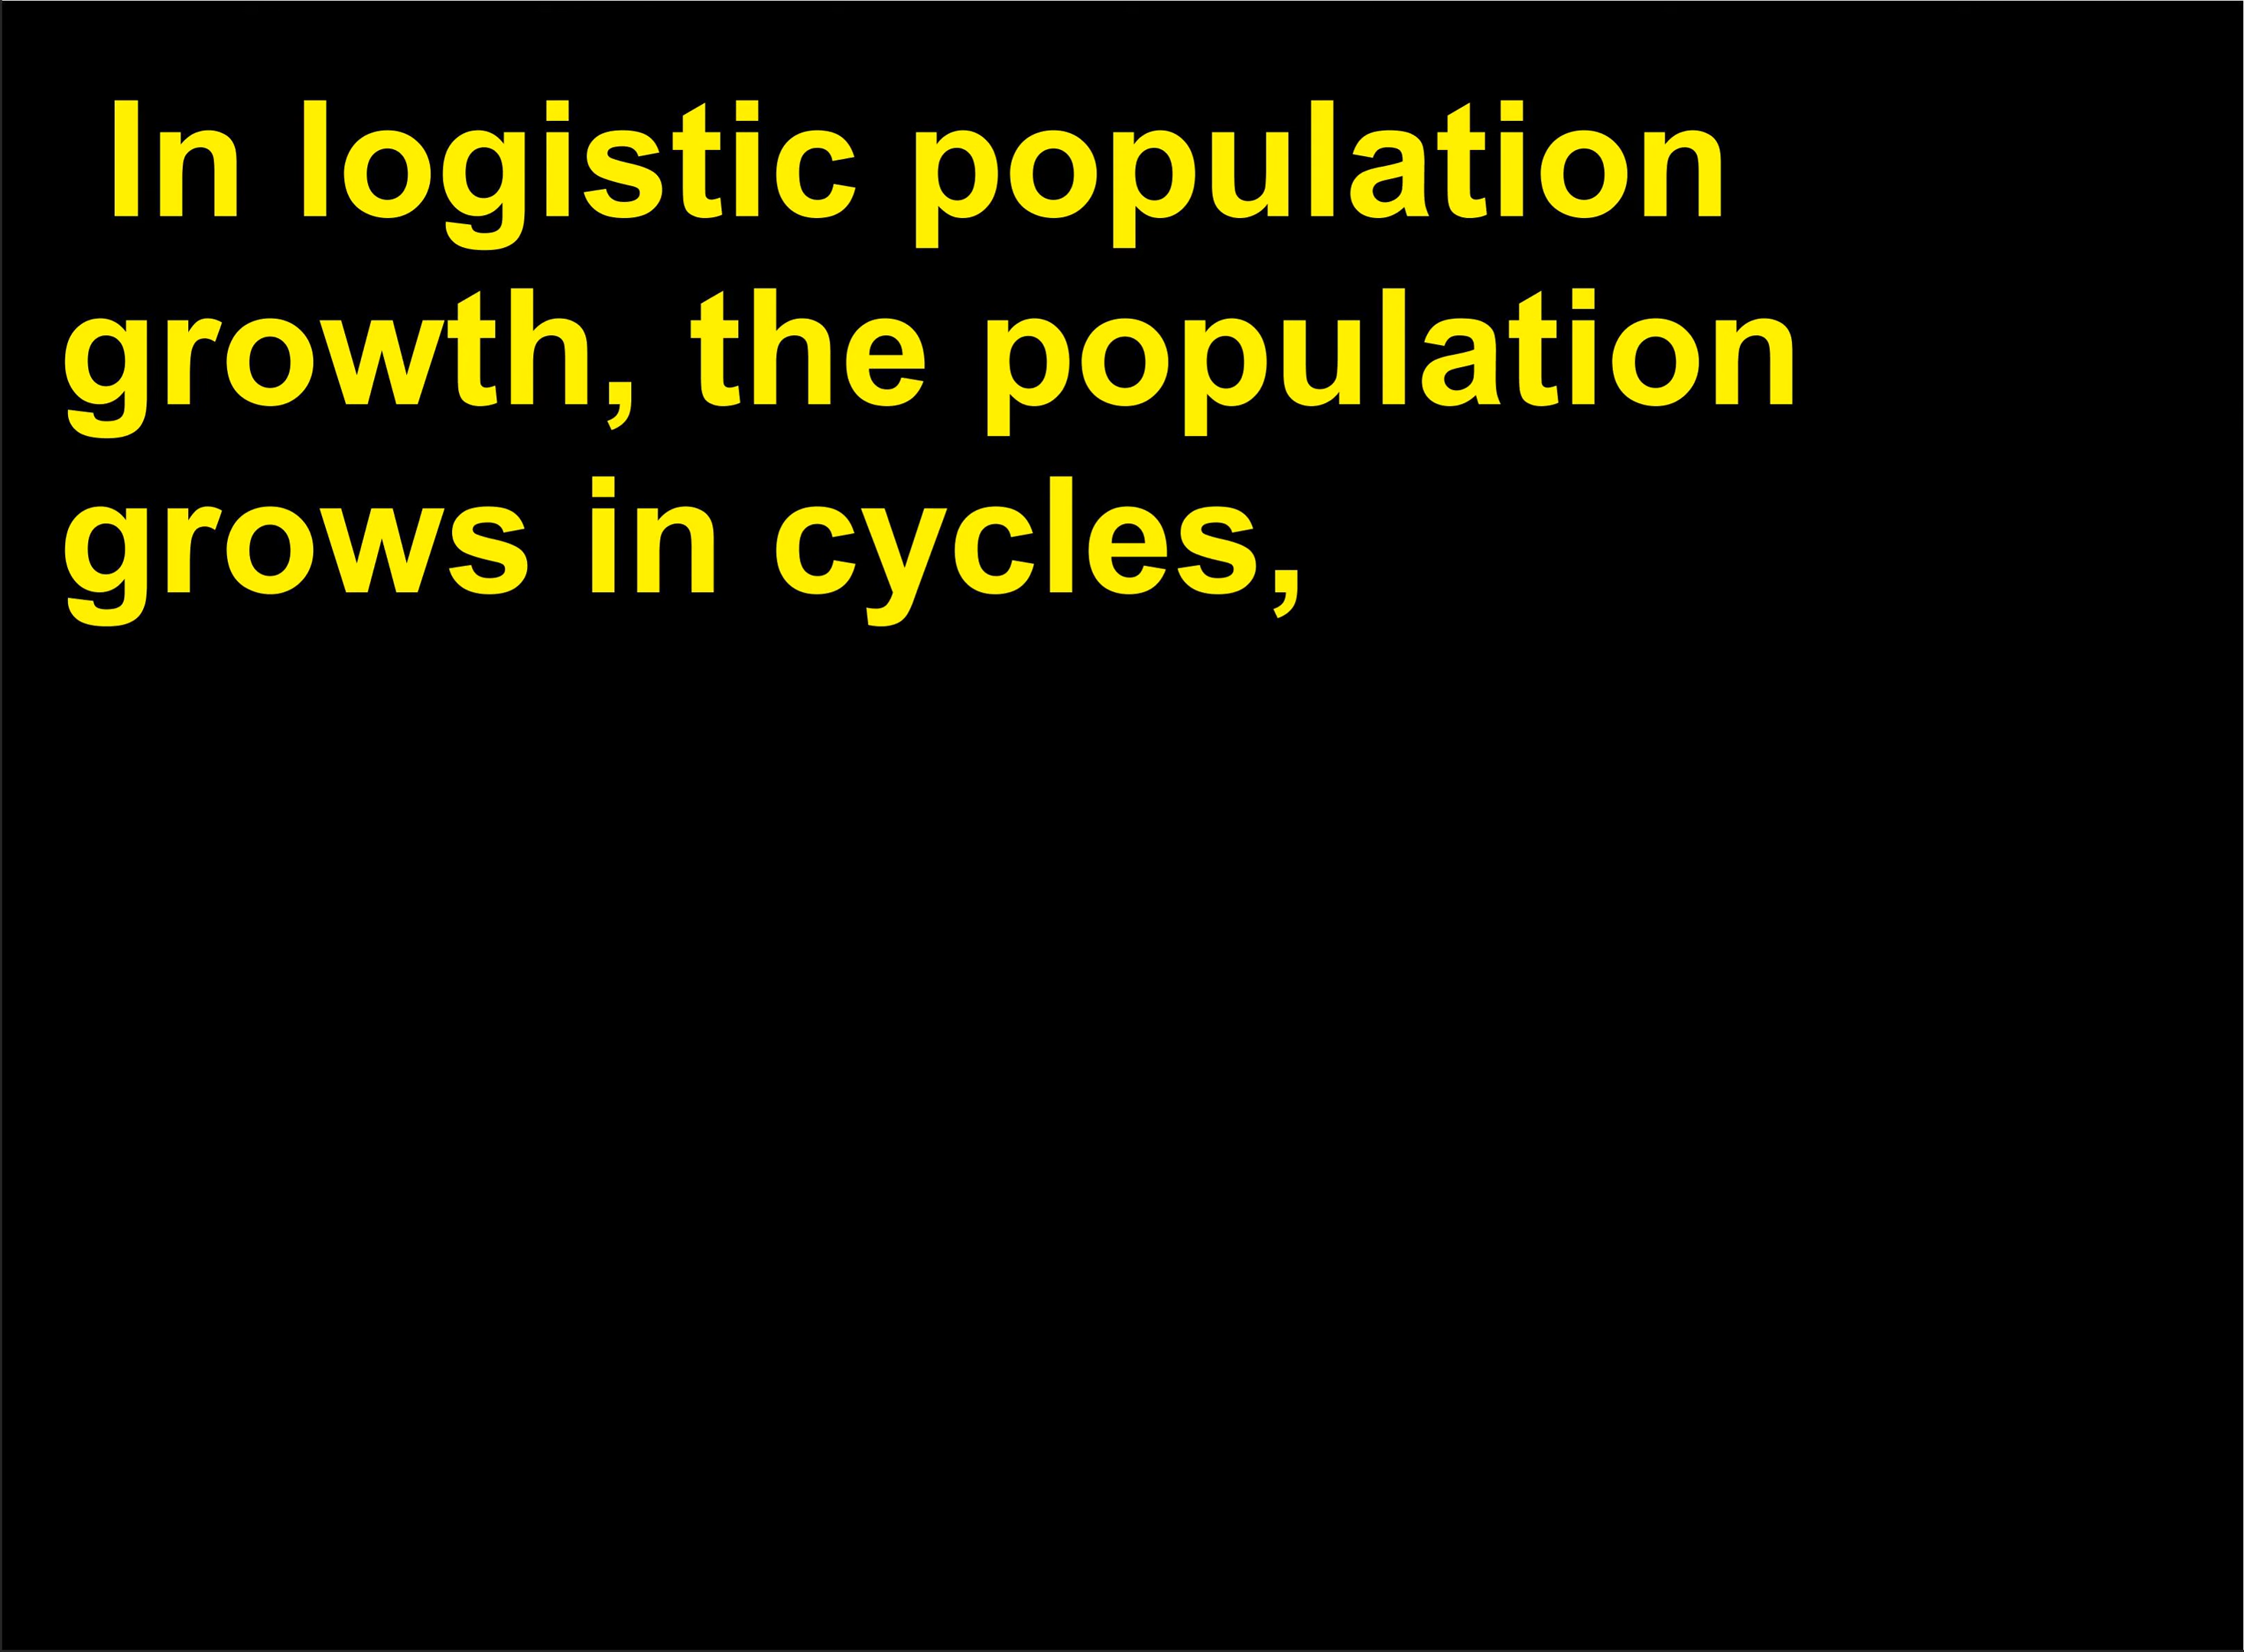 In logistic population
growth, the population
grows in cycles,